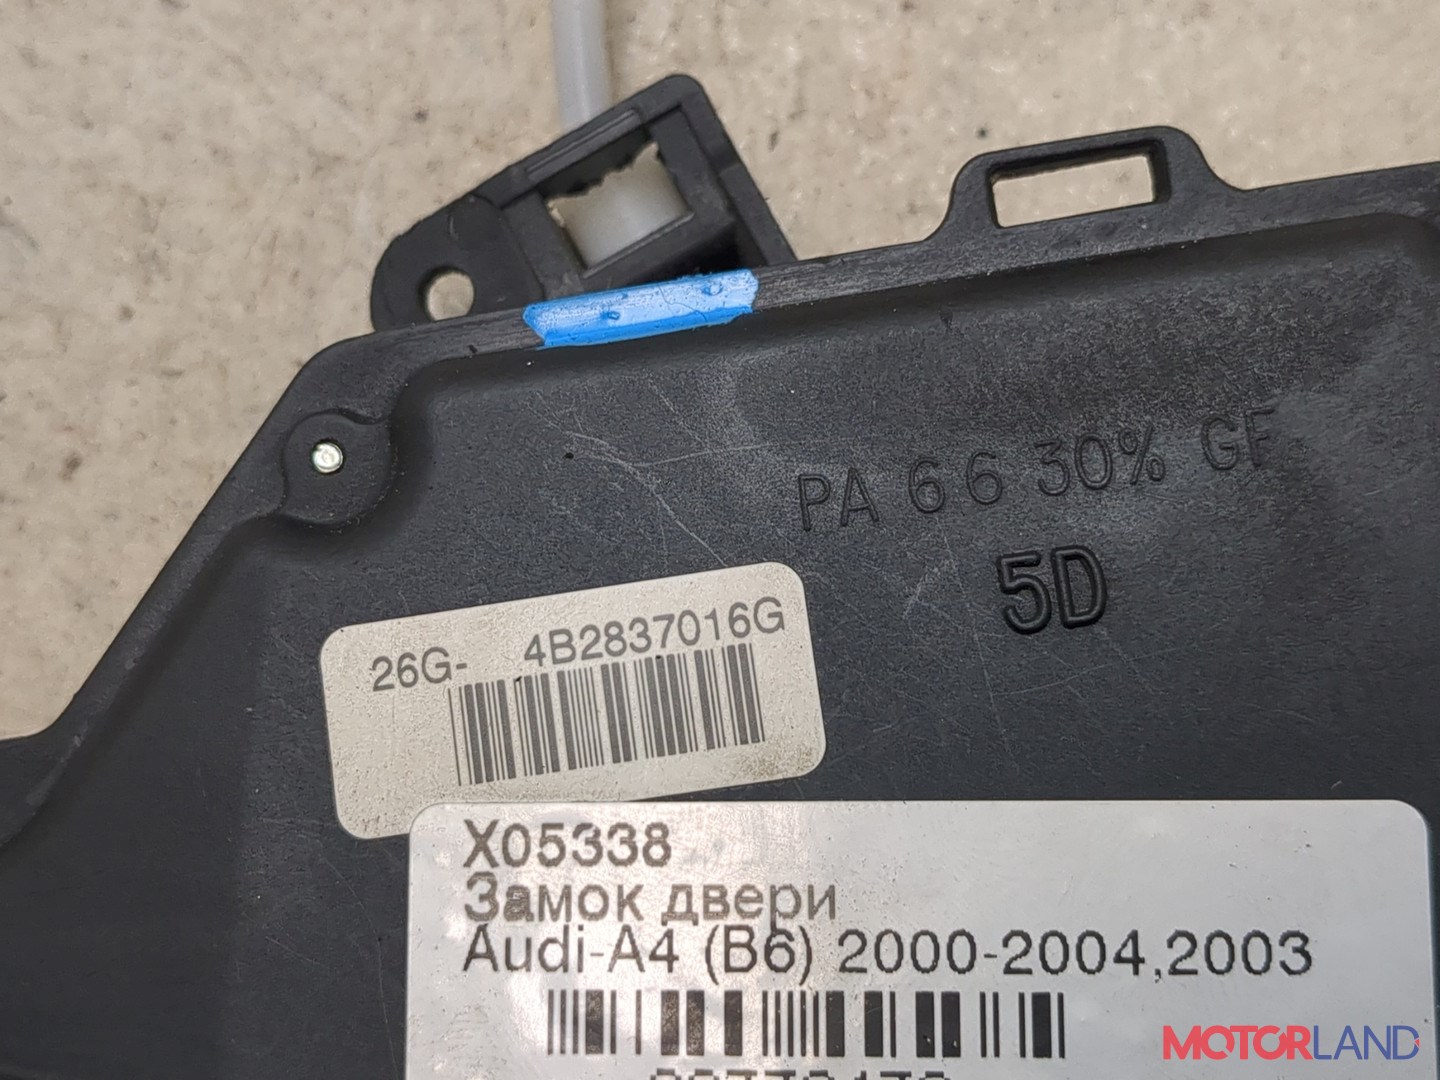 PA 66 30% GF
5D
26G- 4B2837016G
X05338
Замок двери
Audi-A4 (B6) 2000-2004,2003
MOTORLAND